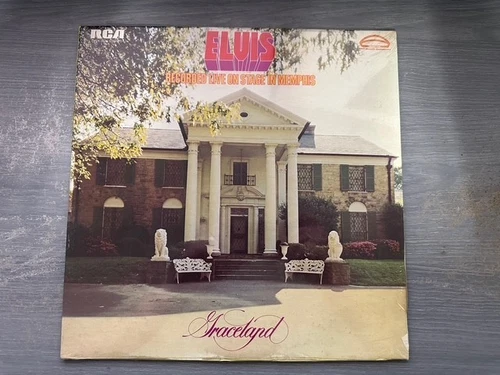 RCA
ELVIS
RECORDED LIVE ON STAGE IN MEMPHIS
Graceland